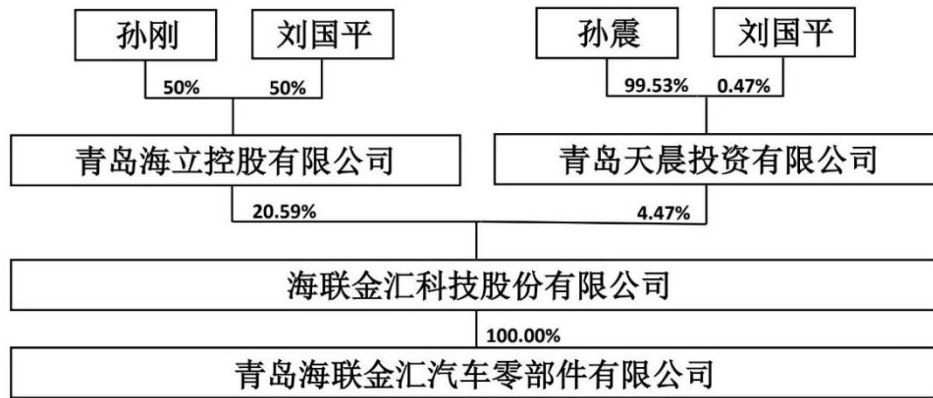 孙刚 刘国平 孙震 刘国平
50% 50% 99.53% 0.47%
青岛海立控股有限公司 青岛天晨投资有限公司
20.59% 4.47%
海联金汇科技股份有限公司
100.00%
青岛海联金汇汽车零部件有限公司